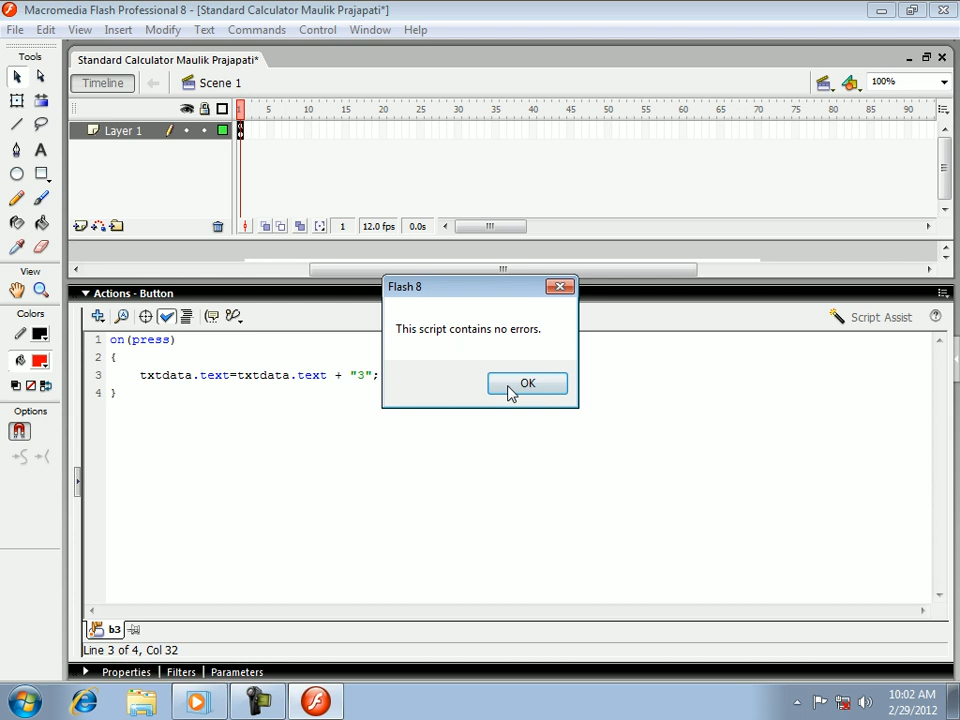 Macromedia Flash Professional 8 - [Standard Calculator Maulik Prajapati*]
File Edit View Insert Modify Text Commands Control Window Help
Tools
Standard Calculator Maulik Prajapati*
Timeline Scene 1 100%
1 5 10 15 20 25 30 35 40 45 50 55 60 65 70 75 80 85 90
Layer 1
1 12.0 fps 0.0s
View
Colors
Options
Actions - Button
Script Assist
1 on(press)
2 {
3 txtdata.text=txtdata.text + "3";
4 }
Flash 8
This script contains no errors.
OK
b3
Line 3 of 4, Col 32
Properties Filters Parameters
10:02 AM
2/29/2012